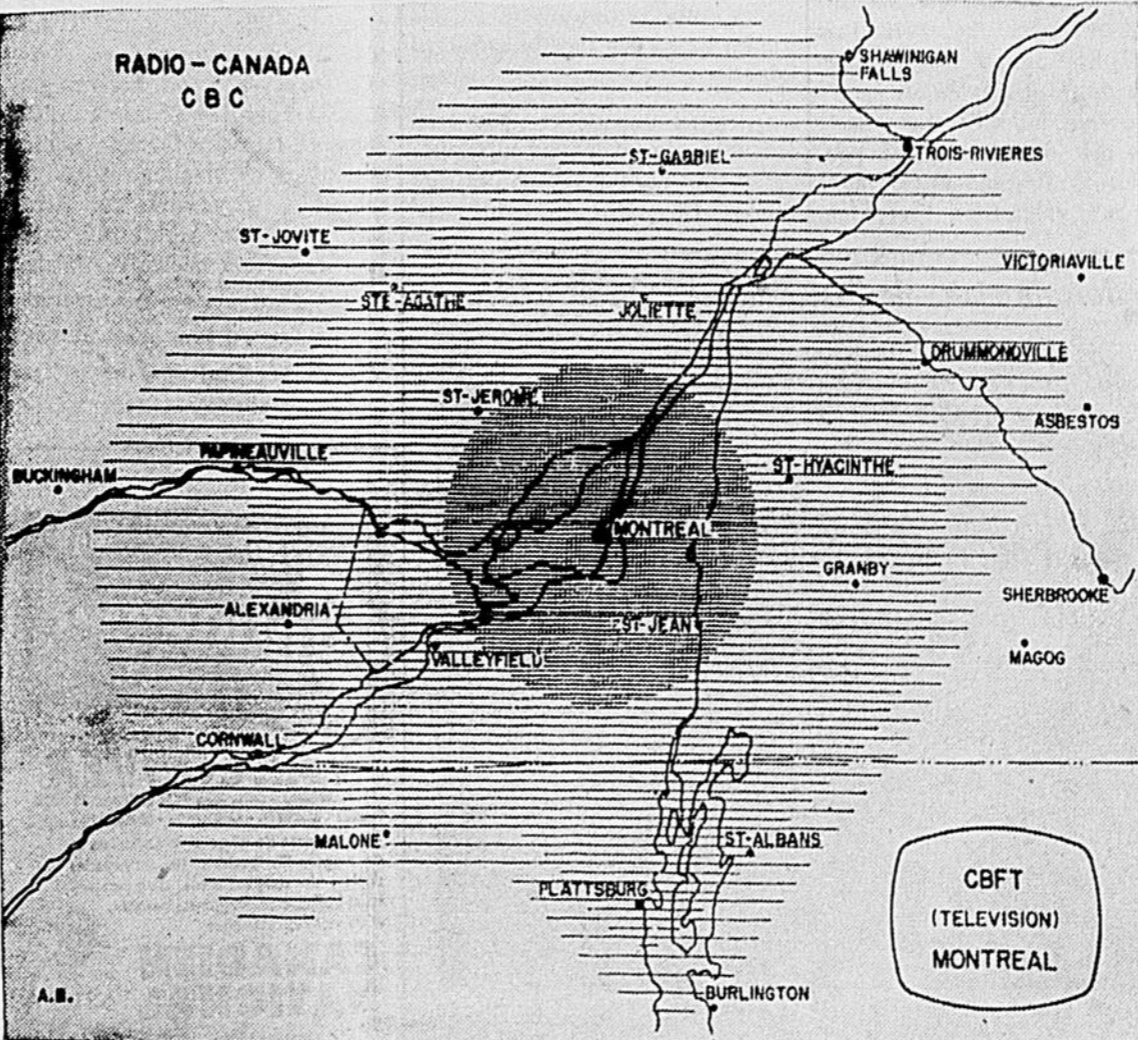 RADIO - CANADA
CBC
SHAWINIGAN
FALLS
TROIS-RIVIERES
ST-GABRIEL
ST-JOVITE
VICTORIAVILLE
STE-AGATHE
JOLIETTE
DRUMMONDVILLE
ST-JEROME
ASBESTOS
PAPINEAUVILLE
BUCKINGHAM
ST-HYACINTHE
MONTREAL
GRANBY
SHERBROOKE
ALEXANDRIA
ST-JEAN
VALLEYFIELD
MAGOG
CORNWALL
MALONE
ST-ALBANS
PLATTSBURG
CBFT
(TELEVISION)
MONTREAL
BURLINGTON